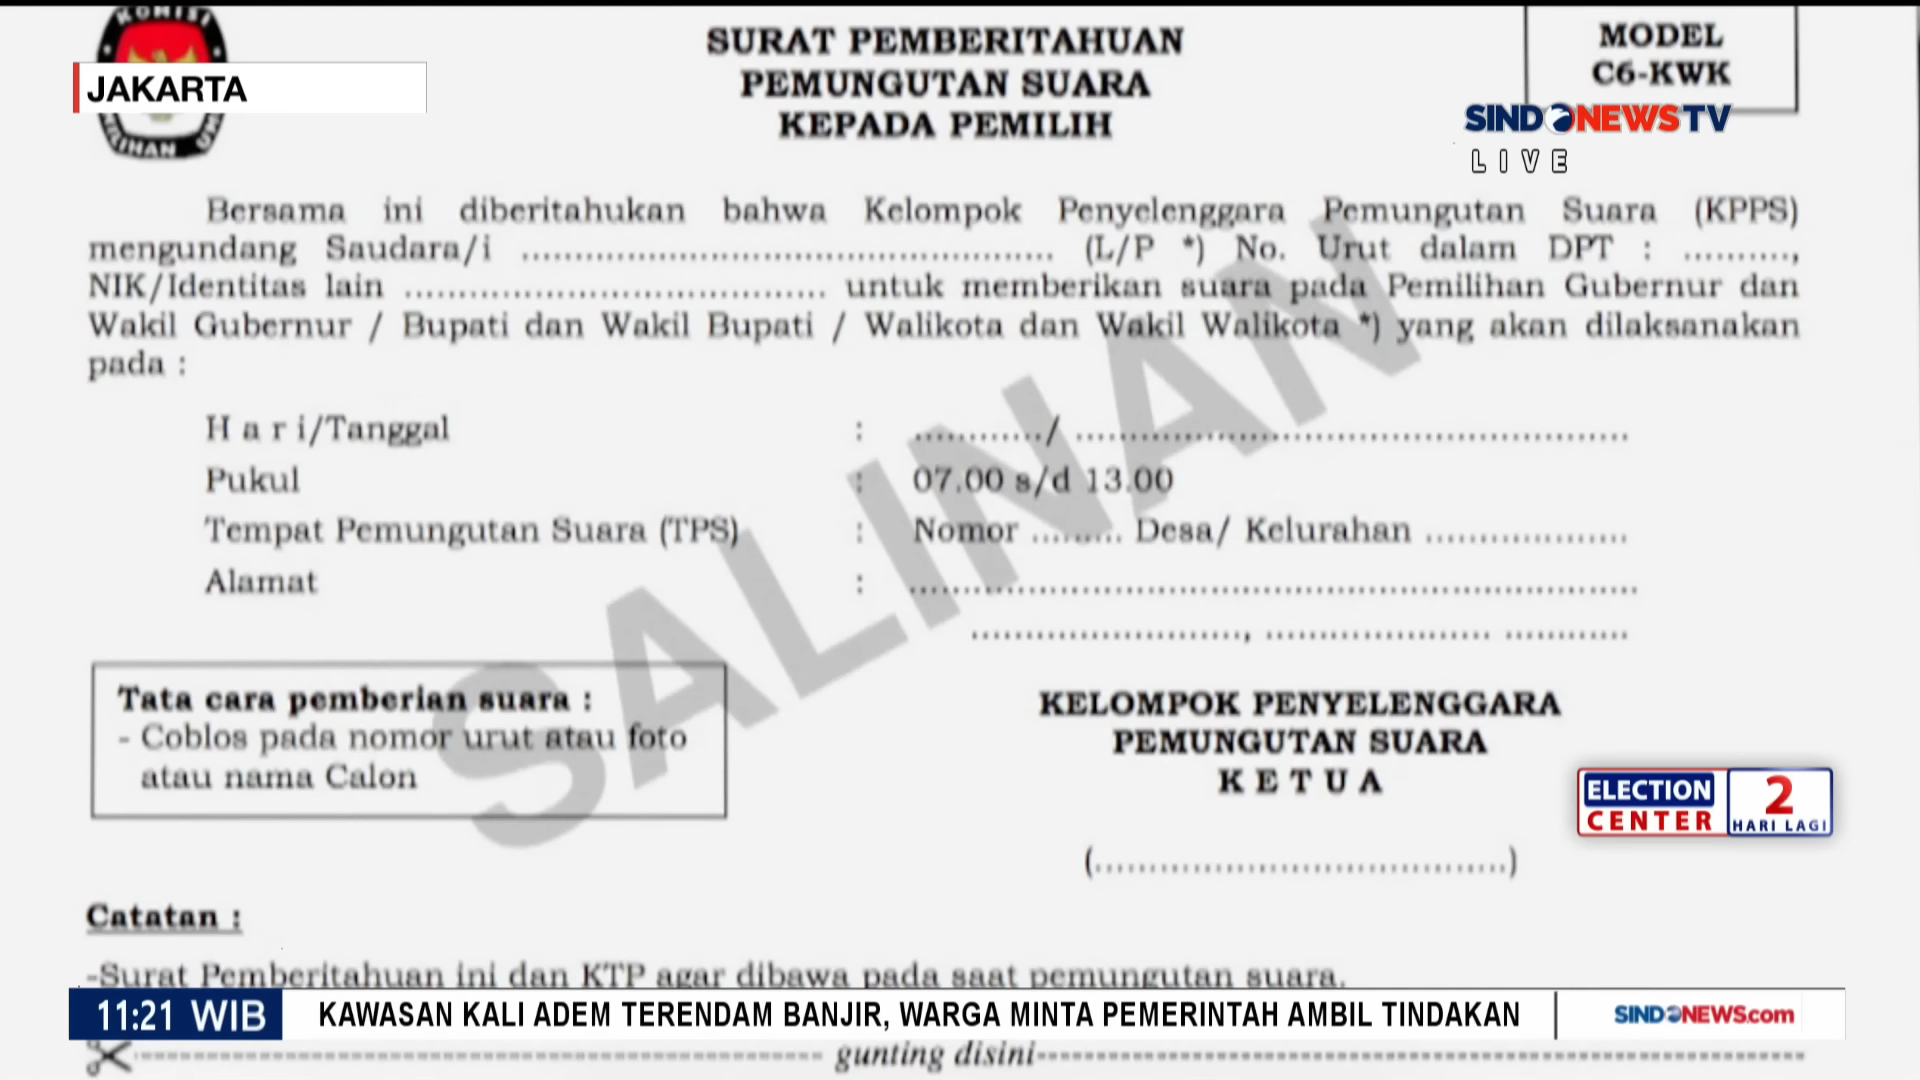 KOMISI
PEMILIHAN UMUM
JAKARTA
SURAT PEMBERITAHUAN
PEMUNGUTAN SUARA
KEPADA PEMILIH
MODEL
C6-KWK
SINDONEWS TV
LIVE
Bersama ini diberitahukan bahwa Kelompok Penyelenggara Pemungutan Suara (KPPS)
mengundang Saudara/i .................................................. (L/P *) No. Urut dalam DPT : ..........,
NIK/Identitas lain ........................................ untuk memberikan suara pada Pemilihan Gubernur dan
Wakil Gubernur / Bupati dan Wakil Bupati / Walikota dan Wakil Walikota *) yang akan dilaksanakan
pada :
H a r i/Tanggal : ............/ ....................................................
Pukul : 07.00 s/d 13.00
Tempat Pemungutan Suara (TPS) : Nomor ......... Desa/ Kelurahan ...................
Alamat : ....................................................................
.........................., ..................... ............
SALINAN
Tata cara pemberian suara :
- Coblos pada nomor urut atau foto
atau nama Calon
KELOMPOK PENYELENGGARA
PEMUNGUTAN SUARA
K E T U A
(.......................................)
ELECTION
CENTER
2
HARI LAGI
Catatan :
-Surat Pemberitahuan ini dan KTP agar dibawa pada saat pemungutan suara.
11:21 WIB
KAWASAN KALI ADEM TERENDAM BANJIR, WARGA MINTA PEMERINTAH AMBIL TINDAKAN
SINDONEWS.com
gunting disini